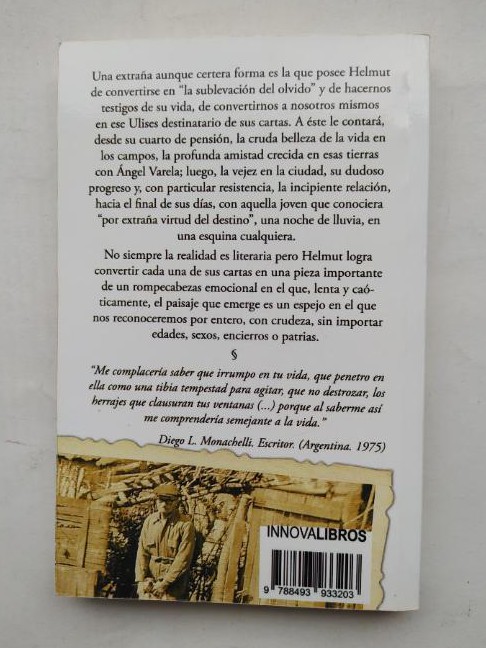 Una extraña aunque certera forma es la que posee Helmut
de convertirse en “la sublevación del olvido” y de hacernos
testigos de su vida, de convertirnos a nosotros mismos
en ese Ulises destinatario de sus cartas. A éste le contará,
desde su cuarto de pensión, la cruda belleza de la vida en
los campos, la profunda amistad crecida en esas tierras
con Ángel Varela; luego, la vejez en la ciudad, su dudoso
progreso y, con particular resistencia, la incipiente relación,
hacia el final de sus días, con aquella joven que conociera
“por extraña virtud del destino”, una noche de lluvia, en
una esquina cualquiera.
No siempre la realidad es literaria pero Helmut logra
convertir cada una de sus cartas en una pieza importante
de un rompecabezas emocional en el que, lenta y caó-
ticamente, el paisaje que emerge es un espejo en el que
nos reconoceremos por entero, con crudeza, sin importar
edades, sexos, encierros o patrias.
§
“Me complacería saber que irrumpo en tu vida, que penetro en
ella como una tibia tempestad para agitar, que no destrozar, los
herrajes que clausuran tus ventanas (...) porque al saberme así
me comprendería semejante a la vida.”
Diego L. Monachelli. Escritor. (Argentina. 1975)
INNOVALIBROS
9 788493 933203